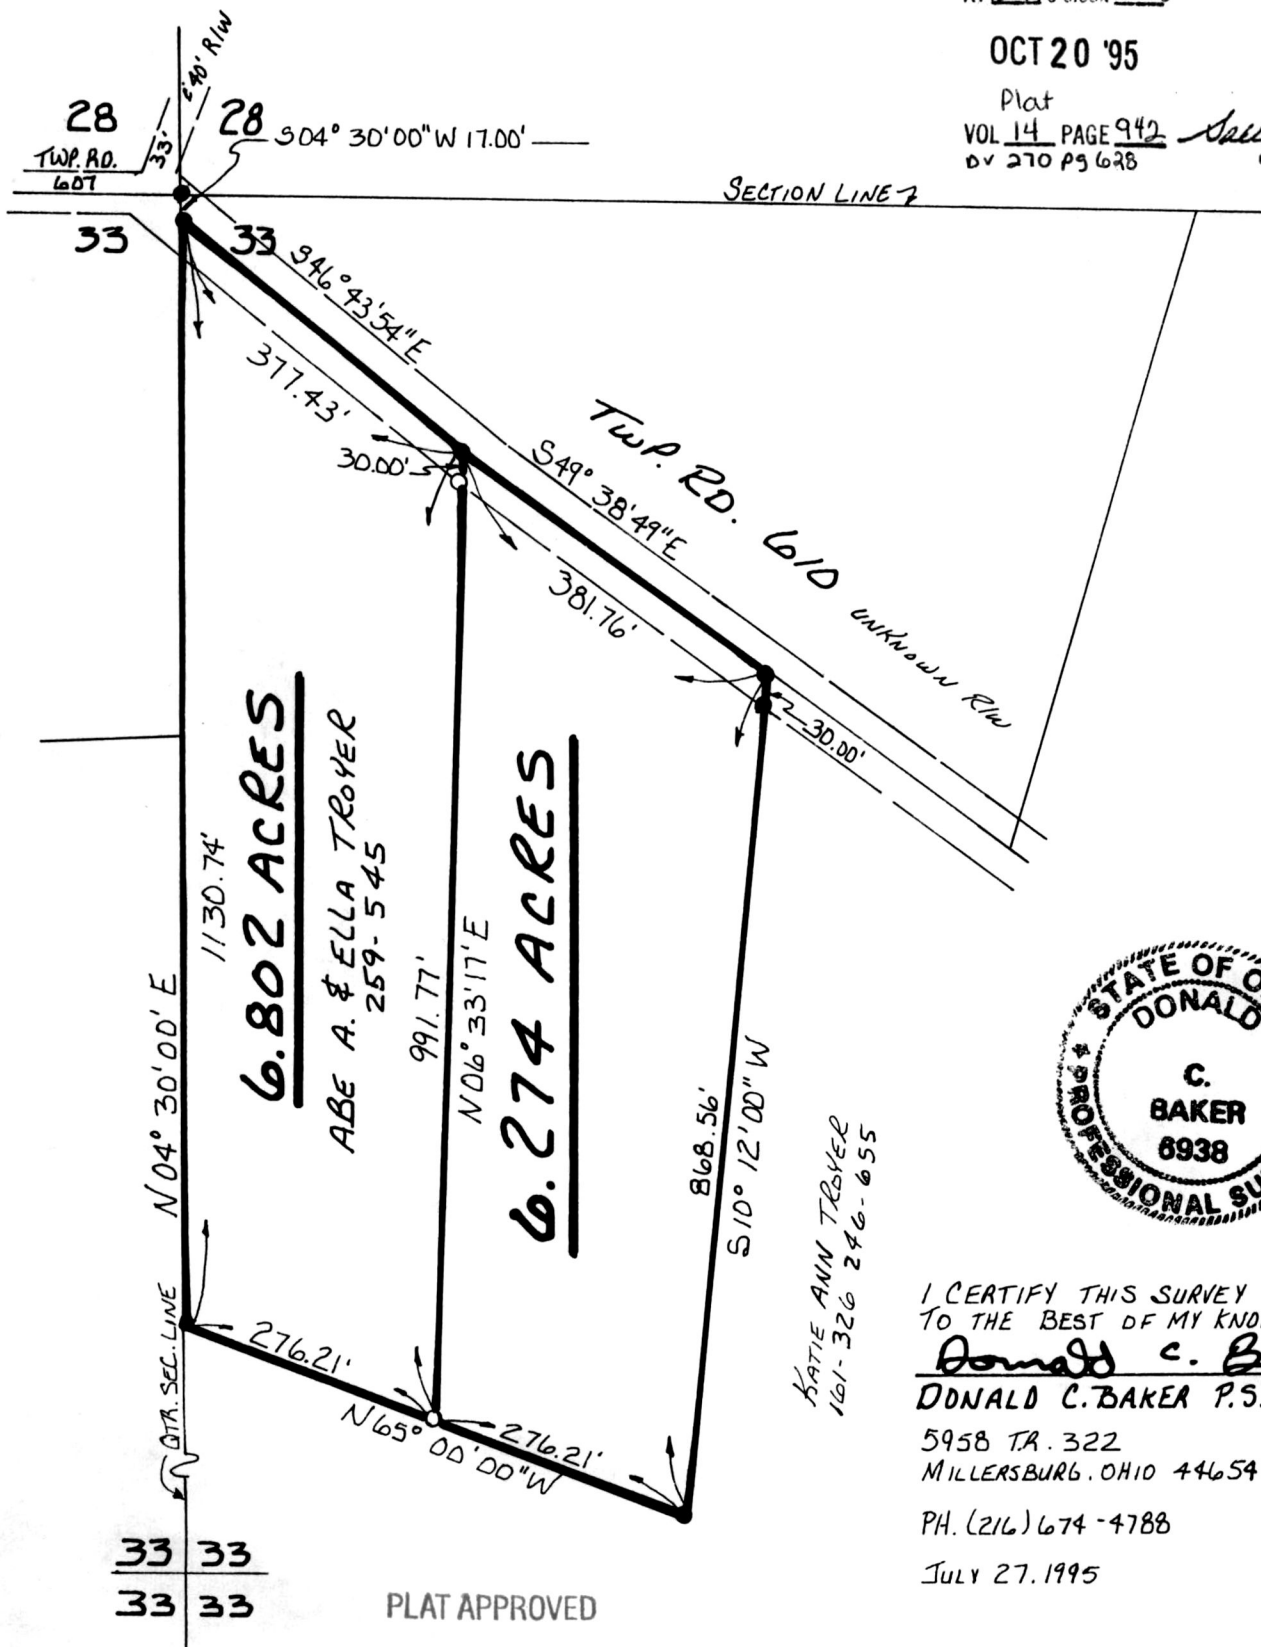 OCT 20 '95
Plat
VOL 14 PAGE 942
DV 270 Pg 628
2' 40' R/W
28
28
S04° 30'00"W 17.00'
TWP. RD.
607
33'
SECTION LINE
33
33
S46° 43'54"E
377.43'
30.00'
TWP. RD. 610
UNKNOWN R/W
S49° 38'49"E
381.76'
30.00'
1130.74'
N04° 30'00' E
6.802 ACRES
ABE A. & ELLA TROYER
259-545
991.77'
N06° 33'17"E
6.274 ACRES
868.56'
S10° 12'00" W
KATIE ANN TROYER
161-326 246-655
STATE OF O
DONALD
C.
BAKER
6938
PROFESSIONAL SU
QTR. SEC. LINE
276.21'
N65° 00'00"W
276.21'
I CERTIFY THIS SURVEY
TO THE BEST OF MY KNO
Donald C. B
DONALD C. BAKER P.S.
5958 T.R. 322
MILLERSBURG, OHIO 44654
PH. (216) 674-4788
JULY 27, 1995
33 33
33 33
PLAT APPROVED